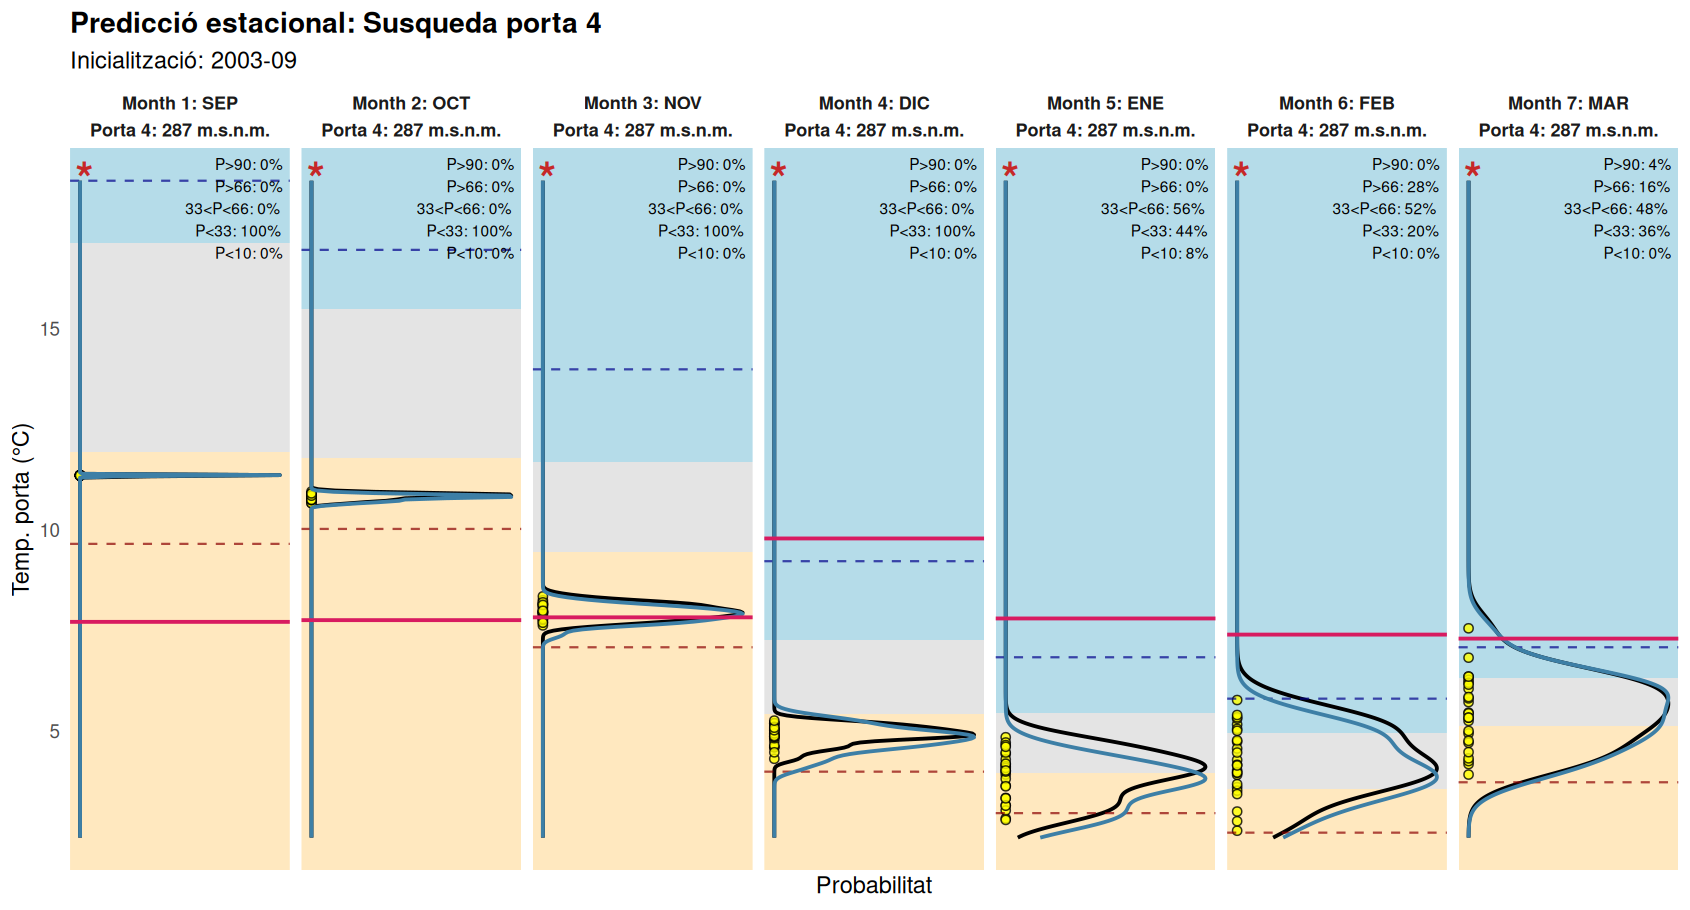 Predicció estacional: Susqueda porta 4
Inicialització: 2003-09
Month 1: SEP
Porta 4: 287 m.s.n.m.
Month 2: OCT
Porta 4: 287 m.s.n.m.
Month 3: NOV
Porta 4: 287 m.s.n.m.
Month 4: DIC
Porta 4: 287 m.s.n.m.
Month 5: ENE
Porta 4: 287 m.s.n.m.
Month 6: FEB
Porta 4: 287 m.s.n.m.
Month 7: MAR
Porta 4: 287 m.s.n.m.
*
P>90: 0%
P>66: 0%
33<P<66: 0%
P<33: 100%
P<10: 0%
*
P>90: 0%
P>66: 0%
33<P<66: 0%
P<33: 100%
P<10: 0%
*
P>90: 0%
P>66: 0%
33<P<66: 0%
P<33: 100%
P<10: 0%
*
P>90: 0%
P>66: 0%
33<P<66: 0%
P<33: 100%
P<10: 0%
*
P>90: 0%
P>66: 0%
33<P<66: 56%
P<33: 44%
P<10: 8%
*
P>90: 0%
P>66: 28%
33<P<66: 52%
P<33: 20%
P<10: 0%
*
P>90: 4%
P>66: 16%
33<P<66: 48%
P<33: 36%
P<10: 0%
15
10
5
Temp. porta (°C)
Probabilitat